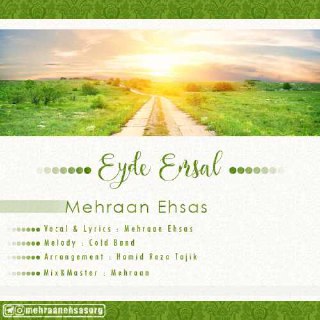 Eyde Emsal
Mehraan Ehsas
Vocal & Lyrics : Mehraan Ehsas
Melody : Cold Band
Arrangement : Hamid Reza Tajik
Mix&Master : Mehraan
mehraanehsasorg